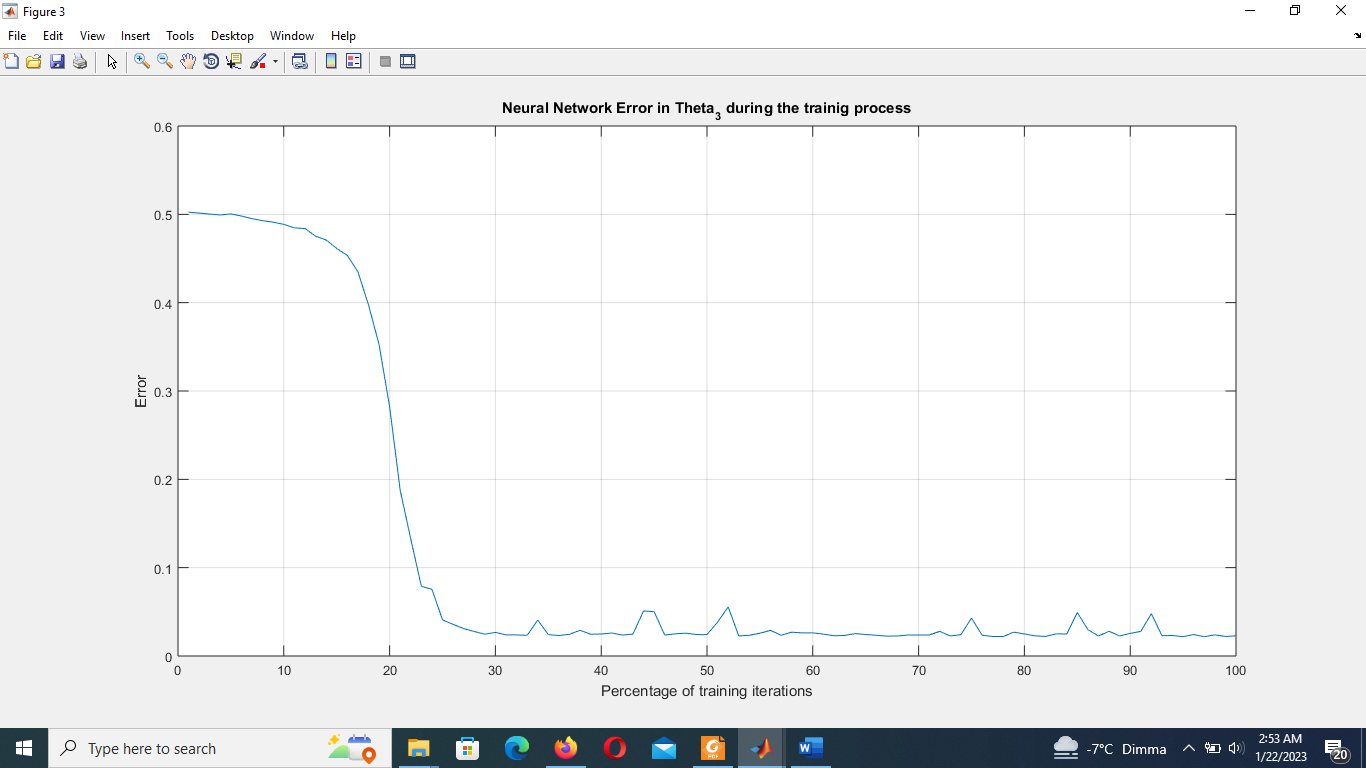 Figure 3
File Edit View Insert Tools Desktop Window Help
Neural Network Error in Theta3 during the trainig process
0.6
0.5
0.4
0.3
0.2
0.1
0
Error
0 10 20 30 40 50 60 70 80 90 100
Percentage of training iterations
Type here to search
G
PDF
W
-7°C Dimma
2:53 AM
1/22/2023
20